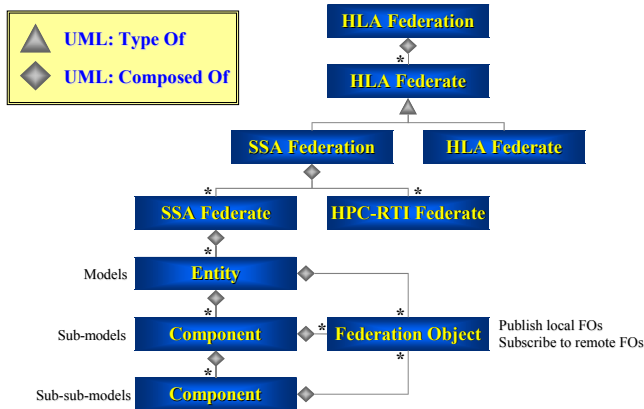 UML: Type Of
UML: Composed Of
HLA Federation
*
HLA Federate
SSA Federation
HLA Federate
*
*
SSA Federate
HPC-RTI Federate
*
Models
Entity
*
*
Sub-models
Component
*
Federation Object
Publish local FOs
Subscribe to remote FOs
*
*
Sub-sub-models
Component